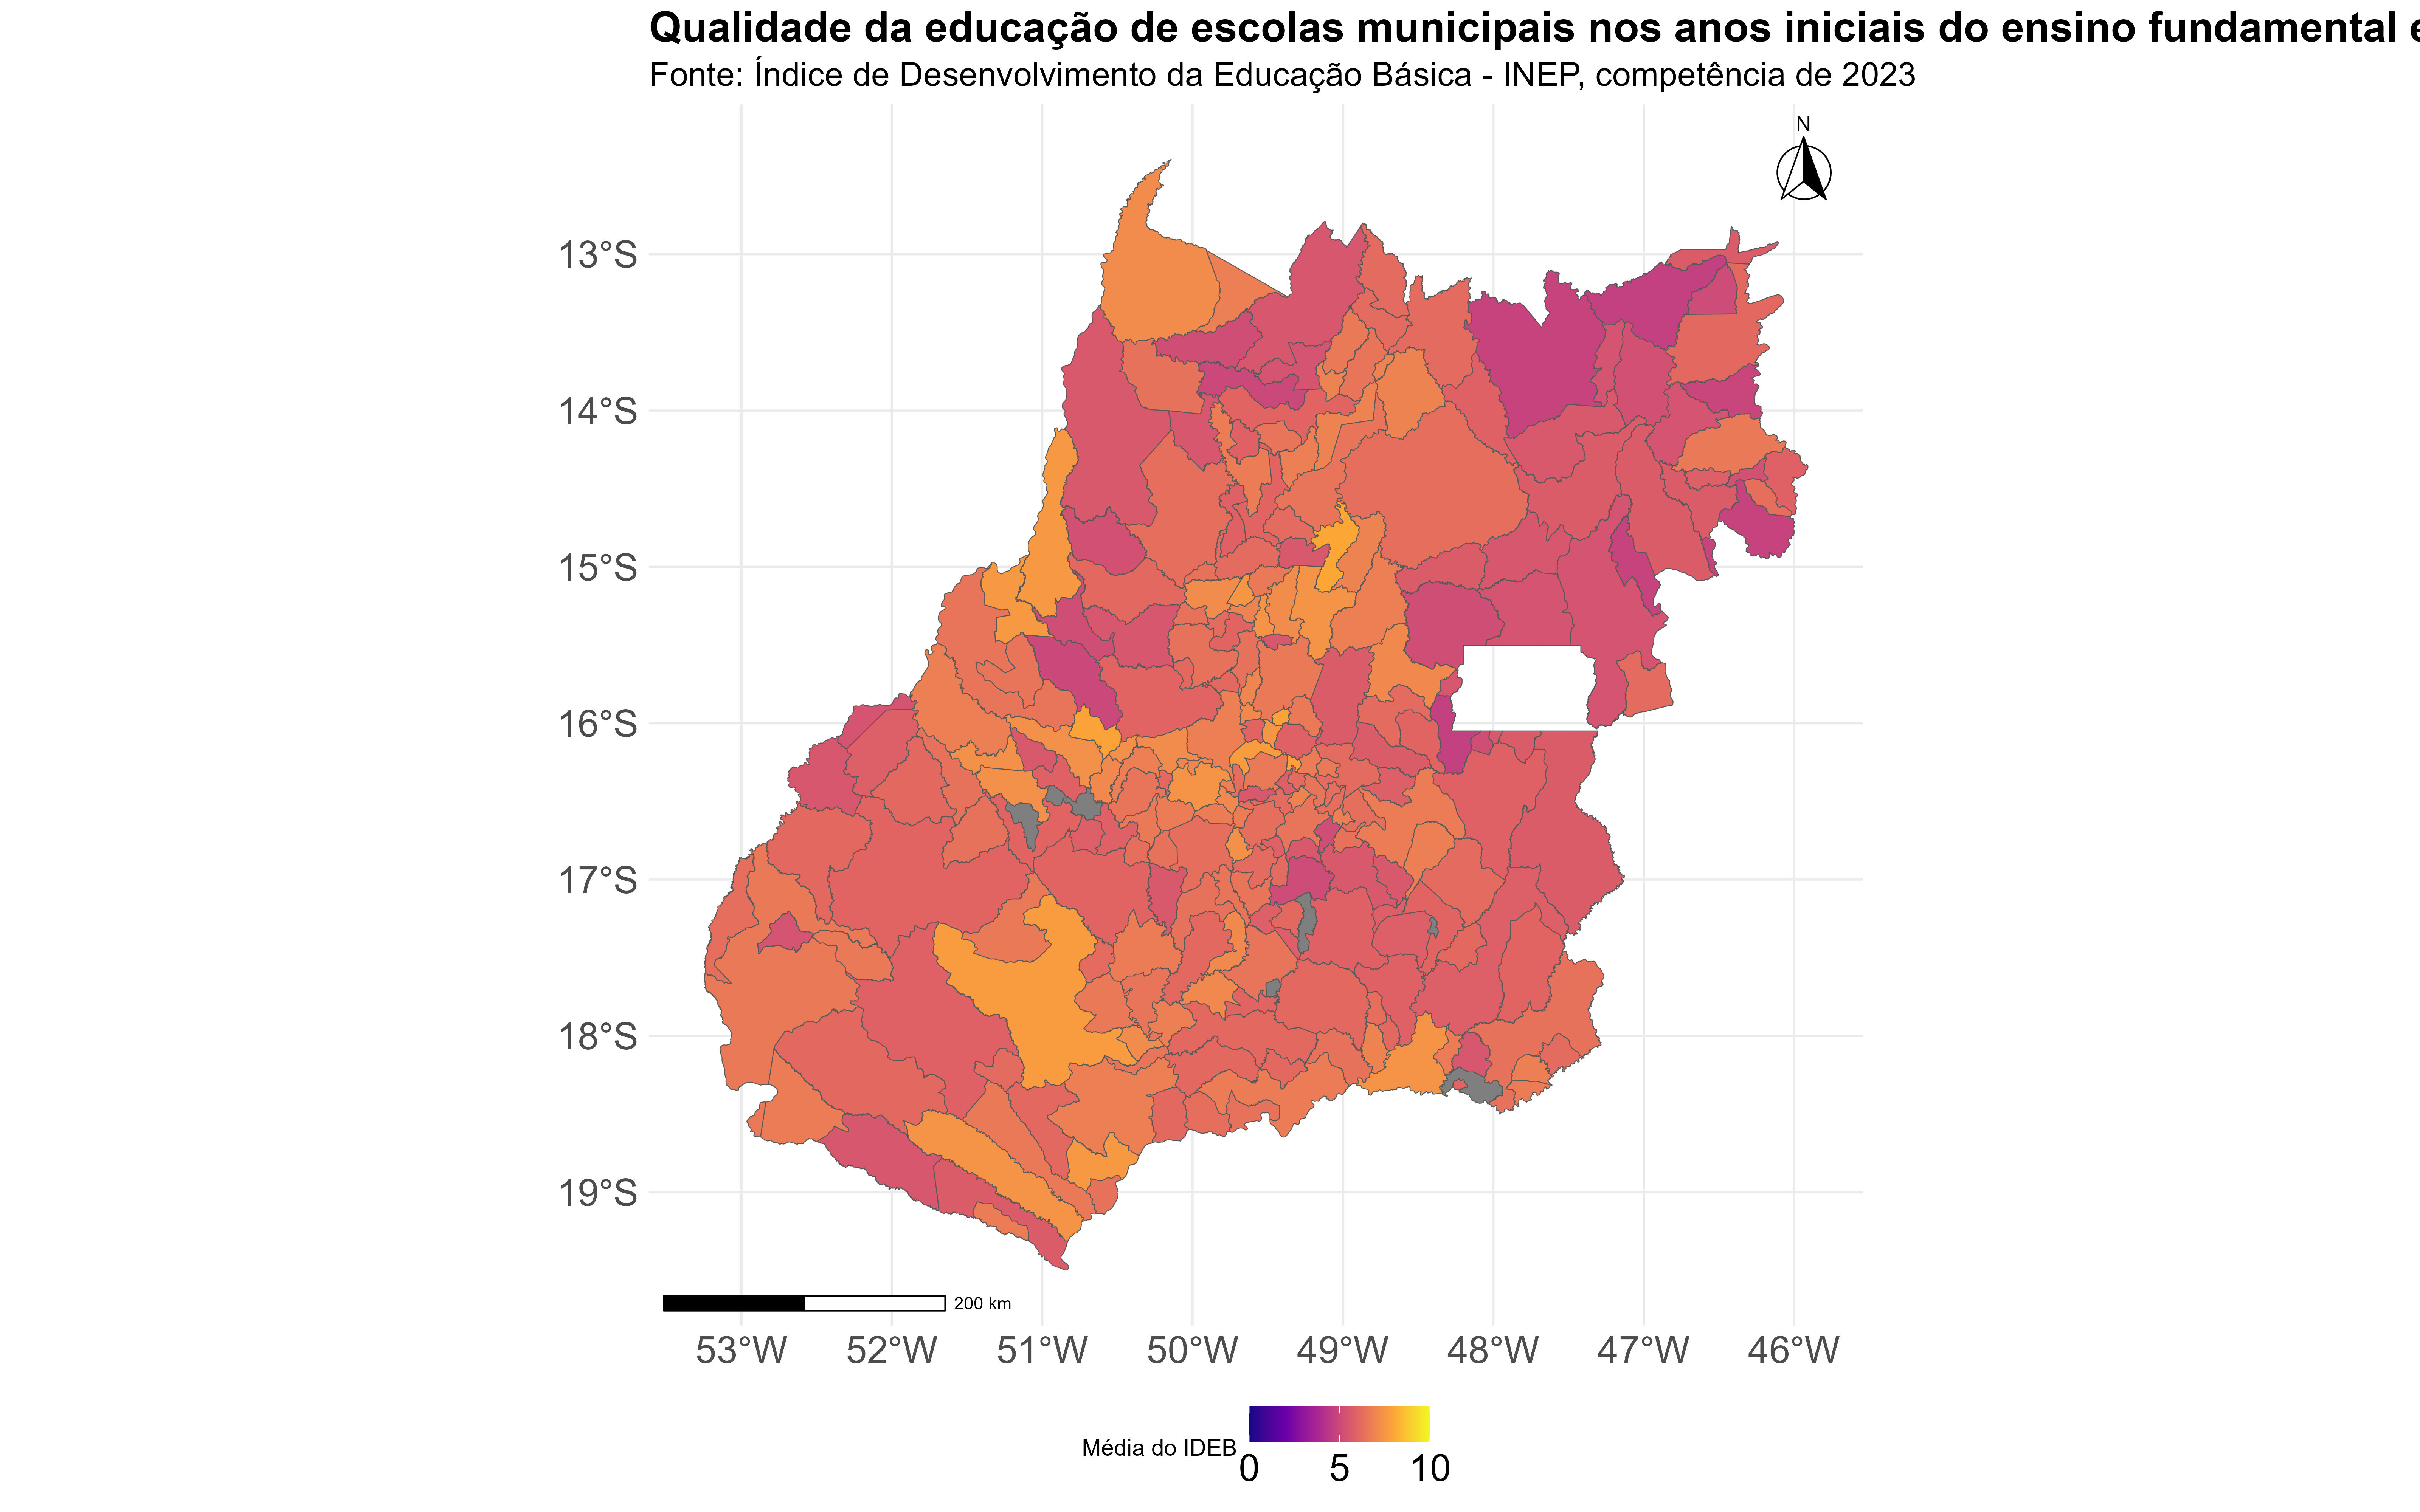 Qualidade da educação de escolas municipais nos anos iniciais do ensino fundamental e
Fonte: Índice de Desenvolvimento da Educação Básica - INEP, competência de 2023
N
13°S
14°S
15°S
16°S
17°S
18°S
19°S
200 km
53°W 52°W 51°W 50°W 49°W 48°W 47°W 46°W
Média do IDEB
0 5 10